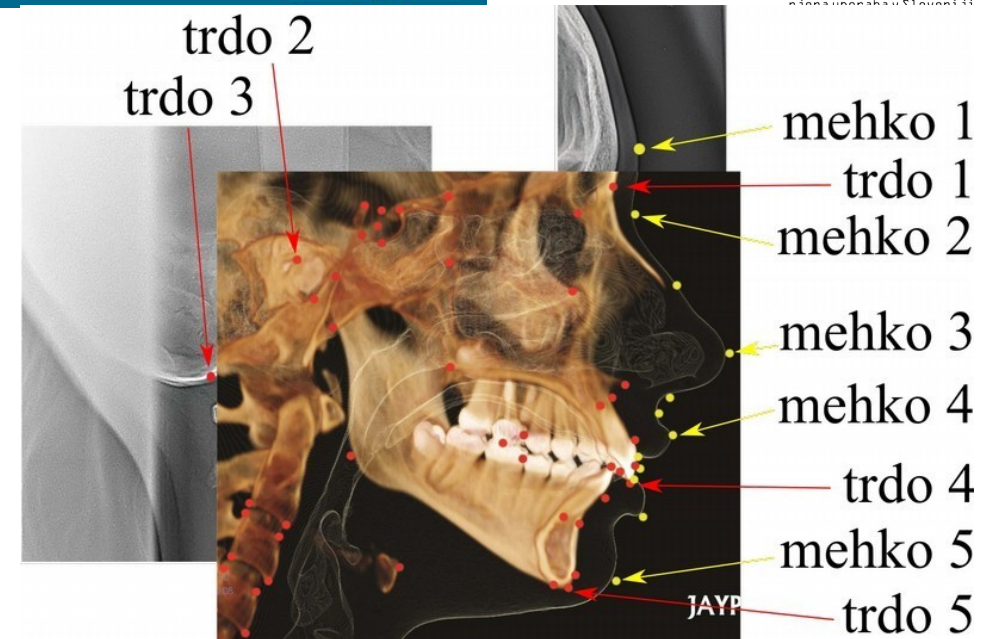 trdo 2
trdo 3
mehko 1
trdo 1
mehko 2
mehko 3
mehko 4
trdo 4
mehko 5
JAYP
trdo 5